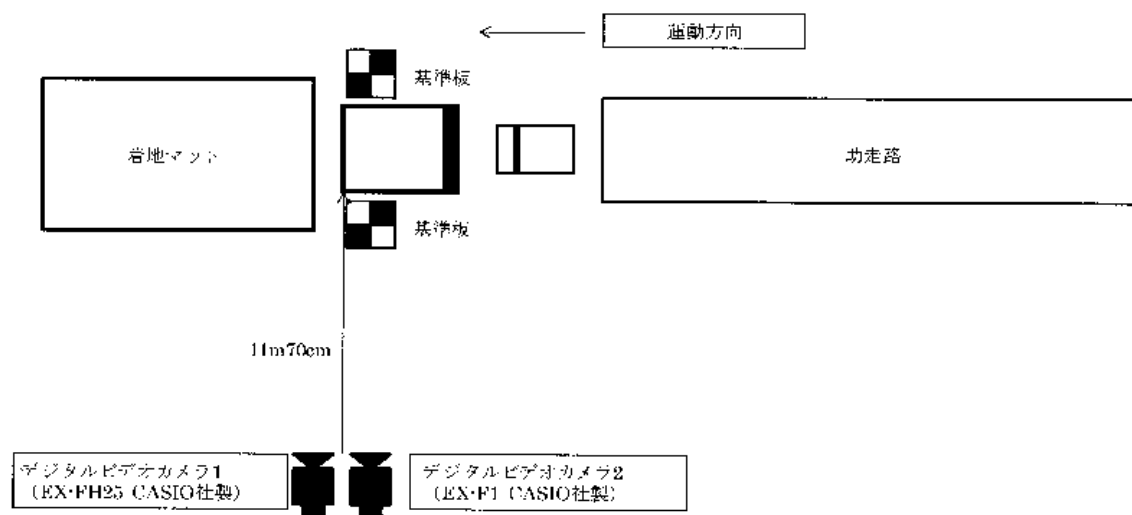 運動方向
基準板
着地マット
助走路
基準板
11m70cm
デジタルビデオカメラ1
(EX-FH25 CASIO社製)
デジタルビデオカメラ2
(EX-F1 CASIO社製)